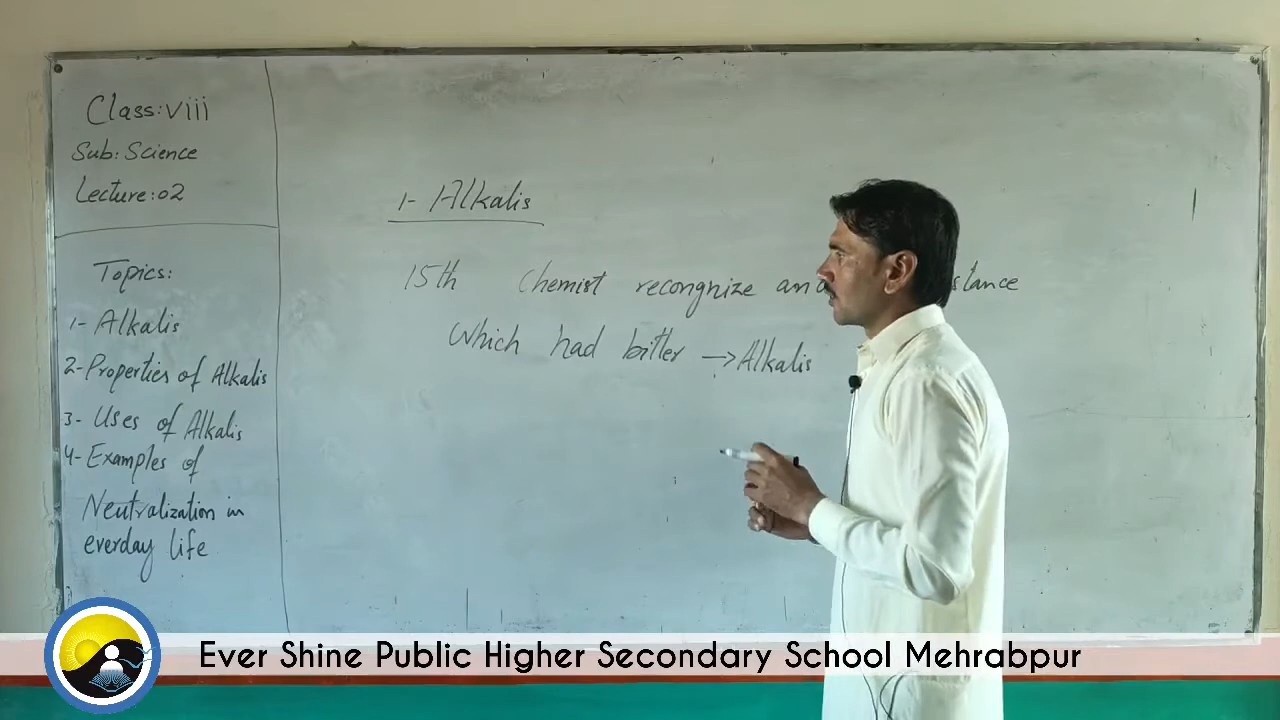 Class: viii
Sub: Science
Lecture: 02
Topics:
1- Alkalis
2- Properties of Alkalis
3- Uses of Alkalis
4- Examples of
Neutralization in
everday life
1- Alkalis
15th Chemist recongnize
Which had bitter → Alkalis
Ever Shine Public Higher Secondary School Mehrabpur